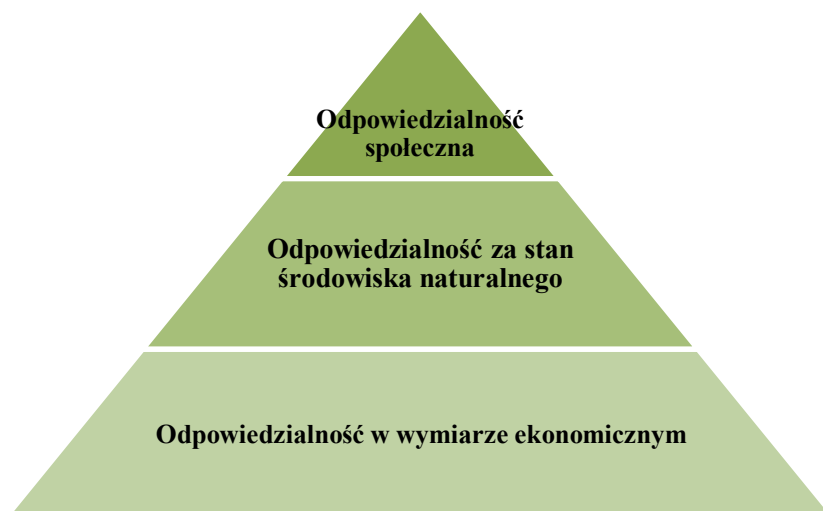 Odpowiedzialność
społeczna
Odpowiedzialność za stan
środowiska naturalnego
Odpowiedzialność w wymiarze ekonomicznym